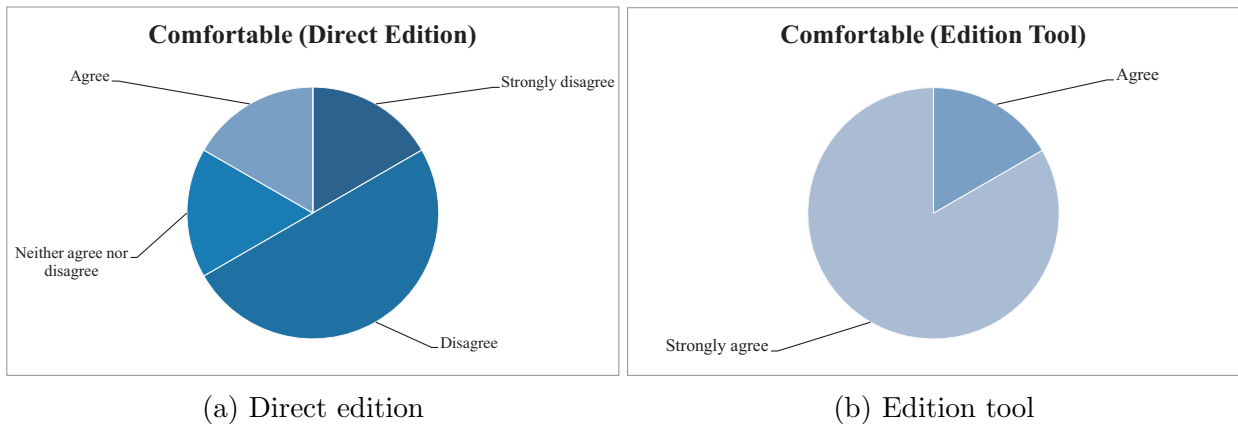 Comfortable (Direct Edition)
Agree
Strongly disagree
Neither agree nor
disagree
Disagree
(a) Direct edition
Comfortable (Edition Tool)
Agree
Strongly agree
(b) Edition tool